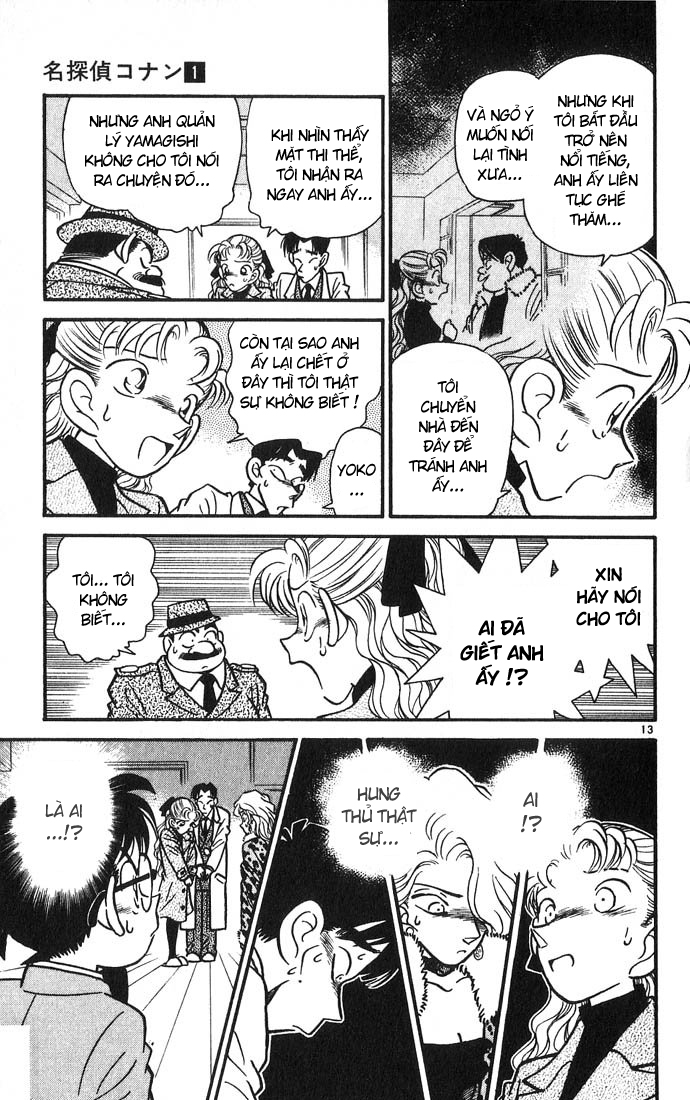 名探偵コナン1
NHƯNG KHI
TÔI BẮT ĐẦU
TRỞ NÊN
NỔI TIẾNG,
ANH ẤY LIÊN
TỤC GHÉ
THĂM...
VÀ NGỎ Ý
MUỐN NỐI
LẠI TÌNH
XƯA...
TÔI
CHUYỂN
NHÀ ĐẾN
ĐÂY ĐỂ
TRÁNH ANH
ẤY...
KHI NHÌN THẤY
MẶT THI THỂ,
TÔI NHẬN RA
NGAY ANH ẤY...
NHƯNG ANH QUẢN
LÝ YAMAGISHI
KHÔNG CHO TÔI NÓI
RA CHUYỆN ĐÓ...
CÒN TẠI SAO ANH
ẤY LẠI CHẾT Ở
ĐÂY THÌ TÔI THẬT
SỰ KHÔNG BIẾT !
YOKO
...
XIN
HÃY NÓI
CHO TÔI
AI ĐÃ
GIẾT ANH
ẤY !?
TÔI... TÔI
KHÔNG
BIẾT...
13
AI
!?
HUNG
THỦ THẬT
SỰ...
LÀ AI
...!?